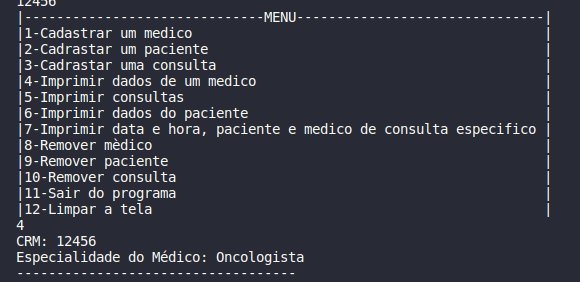 12456
|------------------------------MENU-------------------------------|
|1-Cadastrar um medico |
|2-Cadrastar um paciente |
|3-Cadrastar uma consulta |
|4-Imprimir dados de um medico |
|5-Imprimir consultas |
|6-Imprimir dados do paciente |
|7-Imprimir data e hora, paciente e medico de consulta especifico |
|8-Remover mèdico |
|9-Remover paciente |
|10-Remover consulta |
|11-Sair do programa |
|12-Limpar a tela |
4
CRM: 12456
Especialidade do Médico: Oncologista
-----------------------------------